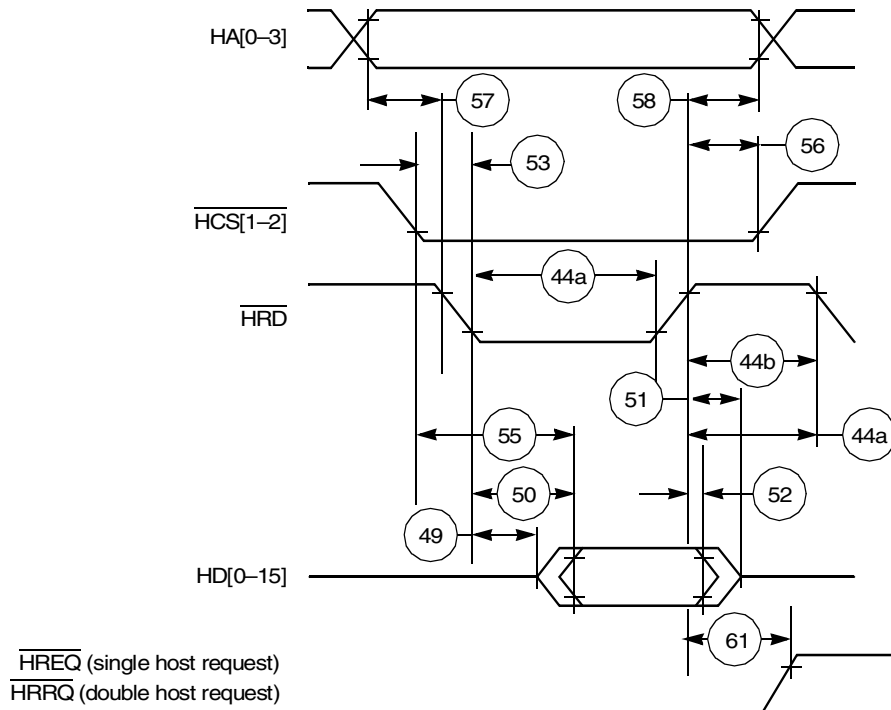 HA[0–3]
57
58
53
56
HCS[1–2]
44a
HRD
44b
51
55
44a
50
52
49
HD[0–15]
61
HREQ (single host request)
HRRQ (double host request)